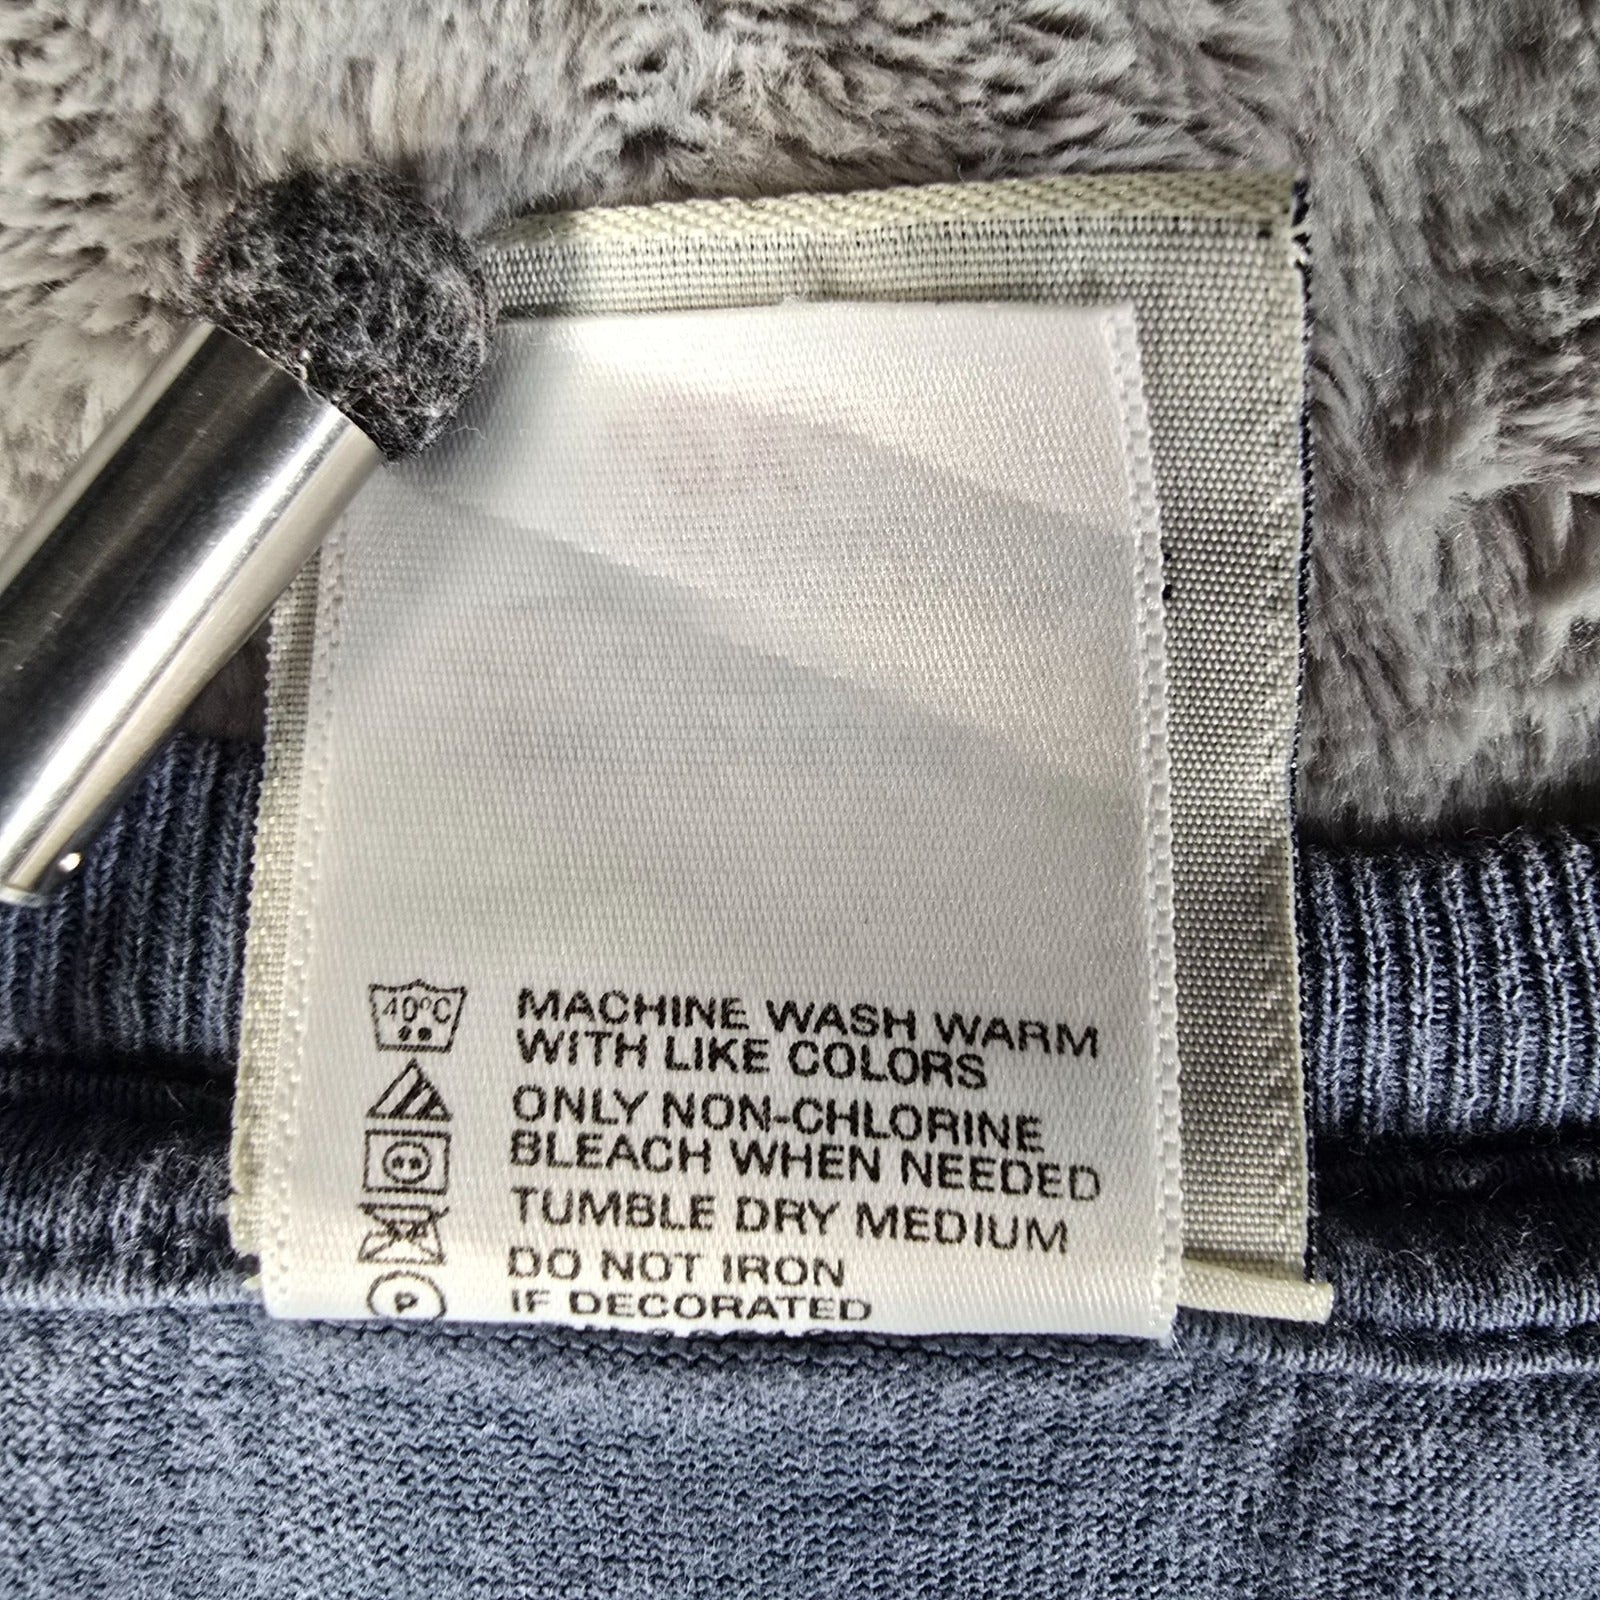 40°C
MACHINE WASH WARM
WITH LIKE COLORS
ONLY NON-CHLORINE
BLEACH WHEN NEEDED
TUMBLE DRY MEDIUM
DO NOT IRON
IF DECORATED
P